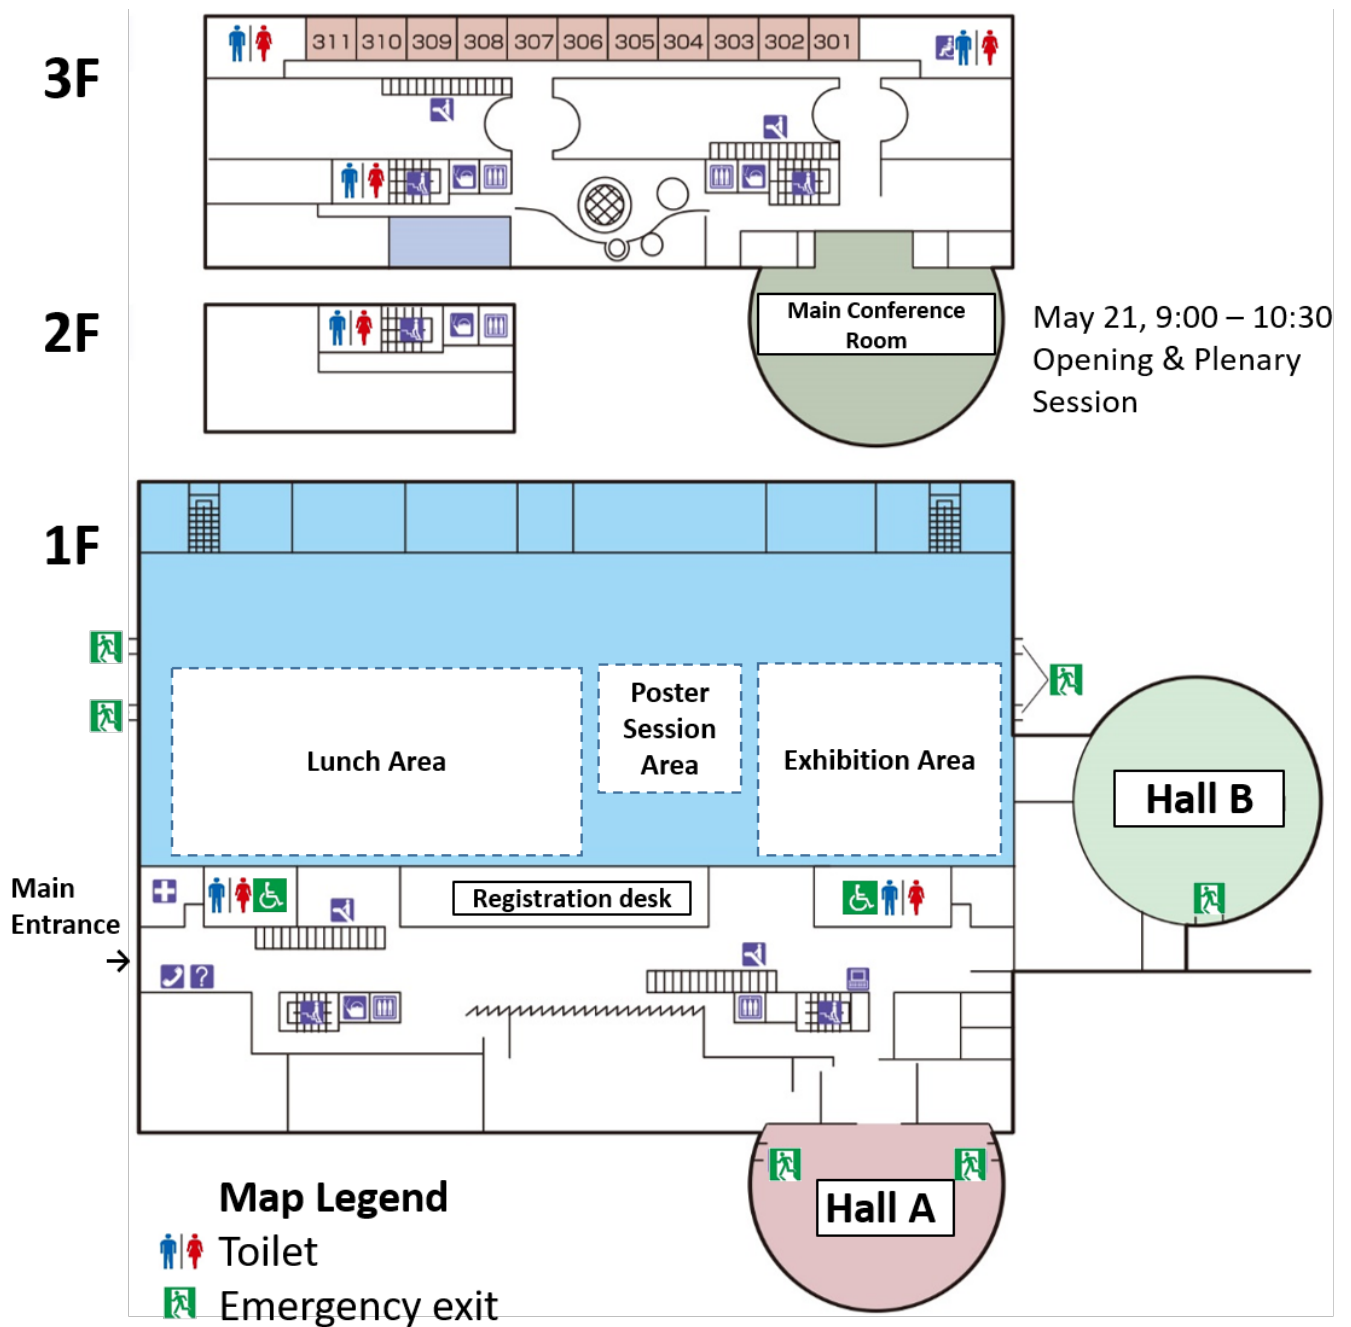 3F
311 310 309 308 307 306 305 304 303 302 301
2F
Main Conference
Room
May 21, 9:00 – 10:30
Opening & Plenary
Session
1F
Lunch Area
Poster
Session
Area
Exhibition Area
Hall B
Main
Entrance
→
Registration desk
?
Hall A
Map Legend
Toilet
Emergency exit